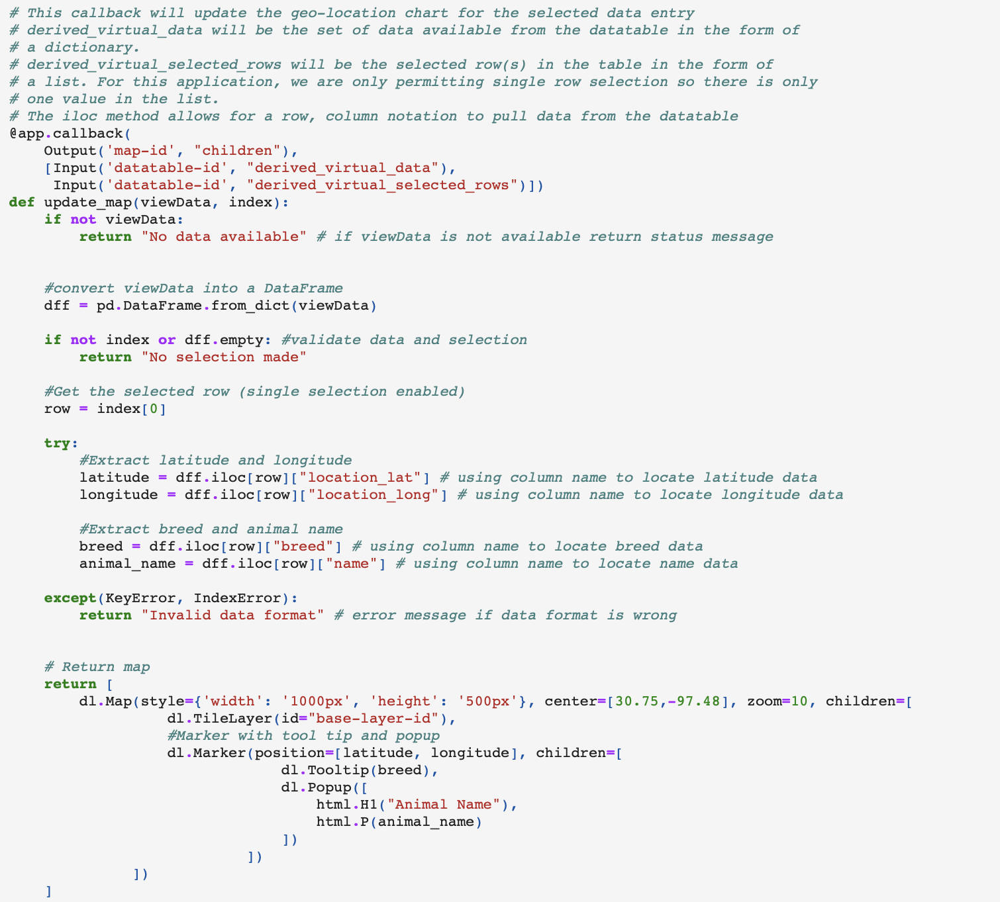 # This callback will update the geo-location chart for the selected data entry
# derived_virtual_data will be the set of data available from the datatable in the form of
# a dictionary.
# derived_virtual_selected_rows will be the selected row(s) in the table in the form of
# a list. For this application, we are only permitting single row selection so there is only
# one value in the list.
# The iloc method allows for a row, column notation to pull data from the datatable
@app.callback(
    Output('map-id', "children"),
    [Input('datatable-id', "derived_virtual_data"),
     Input('datatable-id', "derived_virtual_selected_rows")])
def update_map(viewData, index):
    if not viewData:
        return "No data available" # if viewData is not available return status message

    #convert viewData into a DataFrame
    dff = pd.DataFrame.from_dict(viewData)

    if not index or dff.empty: #validate data and selection
        return "No selection made"

    #Get the selected row (single selection enabled)
    row = index[0]

    try:
        #Extract latitude and longitude
        latitude = dff.iloc[row]["location_lat"] # using column name to locate latitude data
        longitude = dff.iloc[row]["location_long"] # using column name to locate longitude data

        #Extract breed and animal name
        breed = dff.iloc[row]["breed"] # using column name to locate breed data
        animal_name = dff.iloc[row]["name"] # using column name to locate name data

    except(KeyError, IndexError):
        return "Invalid data format" # error message if data format is wrong

    # Return map
    return [
        dl.Map(style={'width': '1000px', 'height': '500px'}, center=[30.75,-97.48], zoom=10, children=[
                  dl.TileLayer(id="base-layer-id"),
                  #Marker with tool tip and popup
                  dl.Marker(position=[latitude, longitude], children=[
                               dl.Tooltip(breed),
                               dl.Popup([
                                   html.H1("Animal Name"),
                                   html.P(animal_name)
                               ])
                           ])
              ])
    ]